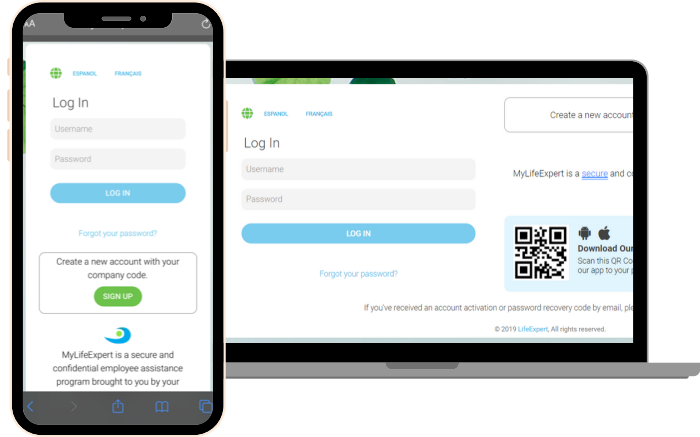 AA
ESPANOL FRANÇAIS
Log In
Username
Password
LOG IN
Forgot your password?
Create a new account with your
company code.
SIGN UP
MyLifeExpert is a secure and
confidential employee assistance
program brought to you by your
ESPANOL FRANÇAIS
Log In
Username
Password
LOG IN
Forgot your password?
Create a new account
MyLifeExpert is a secure and
Download Our
Scan this QR
our app to your
If you've received an account activation or password recovery code by email,
© 2019 LifeExpert, All rights reserved.